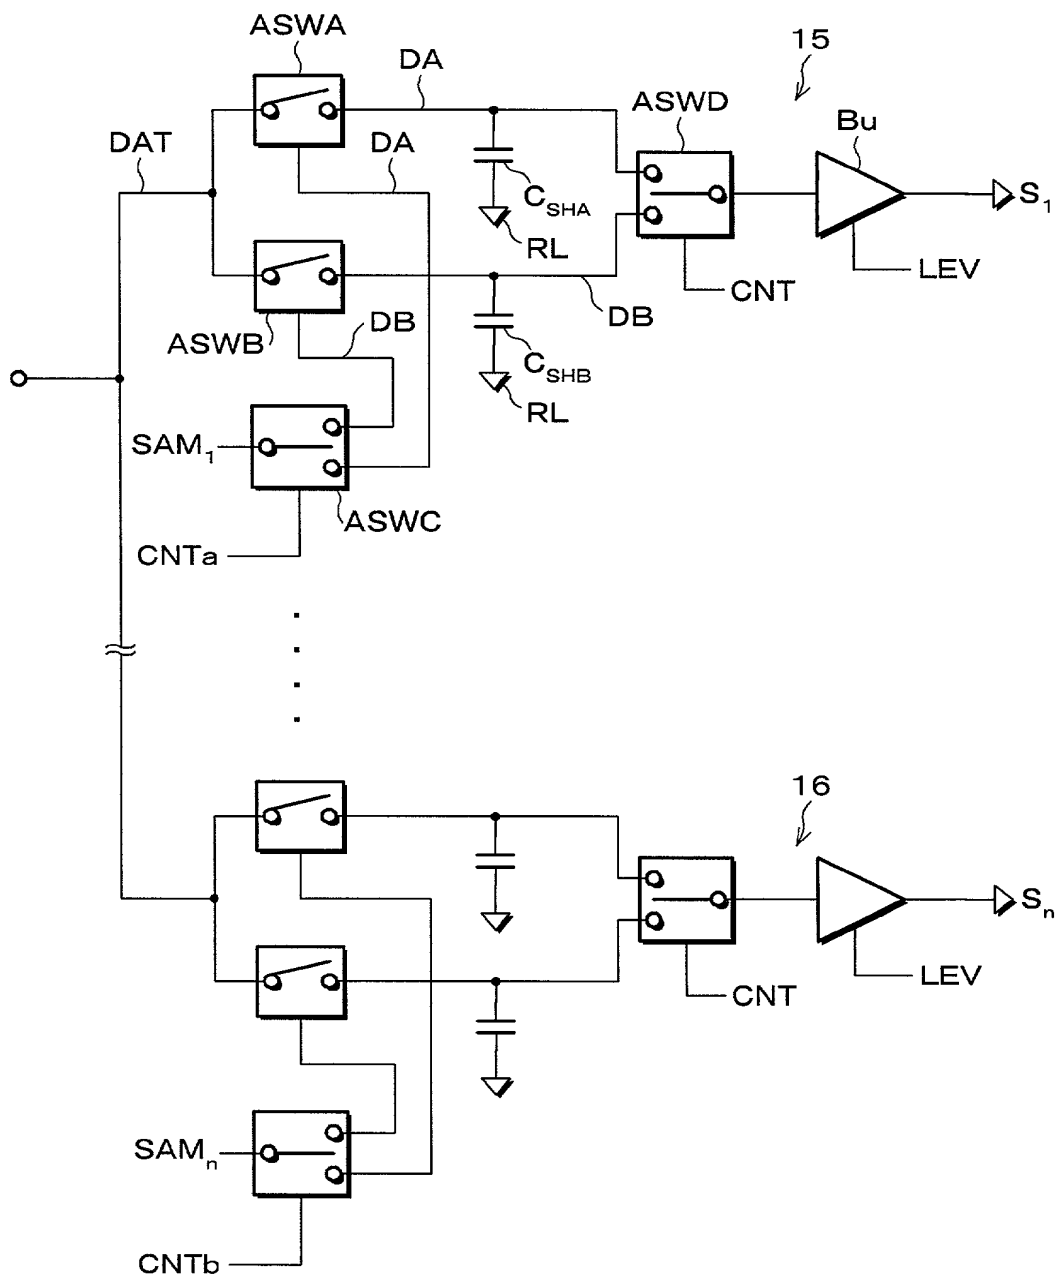 ASWA
15
DA
ASWD
Bu
DAT
DA
C_SHA
S_1
RL
LEV
CNT
ASWB
DB
DB
C_SHB
RL
SAM_1
ASWC
CNTa
16
S_n
LEV
CNT
SAM_n
CNTb